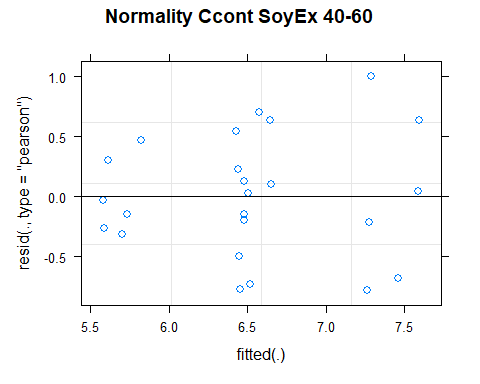 Normality Ccont SoyEx 40-60
resid(., type = "pearson")
1.0
0.5
0.0
-0.5
5.5 6.0 6.5 7.0 7.5
fitted(.)